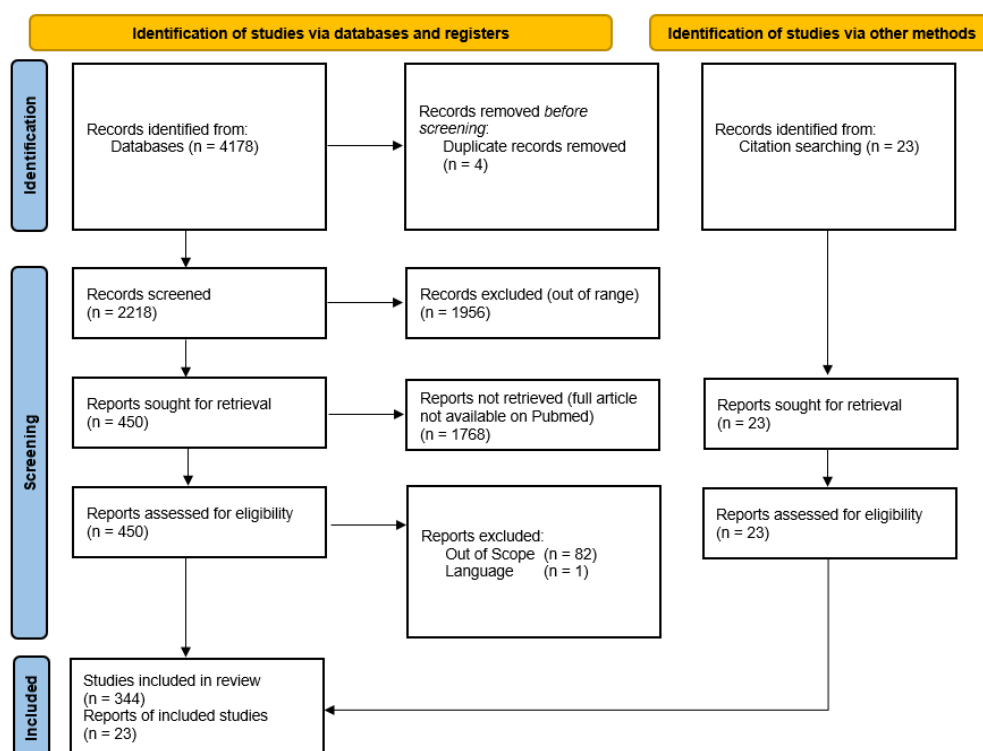 Identification of studies via databases and registers
Identification of studies via other methods
Identification
Records identified from:
Databases (n = 4178)
Records removed before
screening:
Duplicate records removed
(n = 4)
Records identified from:
Citation searching (n = 23)
Screening
Records screened
(n = 2218)
Records excluded (out of range)
(n = 1956)
Reports sought for retrieval
(n = 450)
Reports not retrieved (full article
not available on Pubmed)
(n = 1768)
Reports sought for retrieval
(n = 23)
Reports assessed for eligibility
(n = 450)
Reports excluded:
Out of Scope (n = 82)
Language (n = 1)
Reports assessed for eligibility
(n = 23)
Included
Studies included in review
(n = 344)
Reports of included studies
(n = 23)